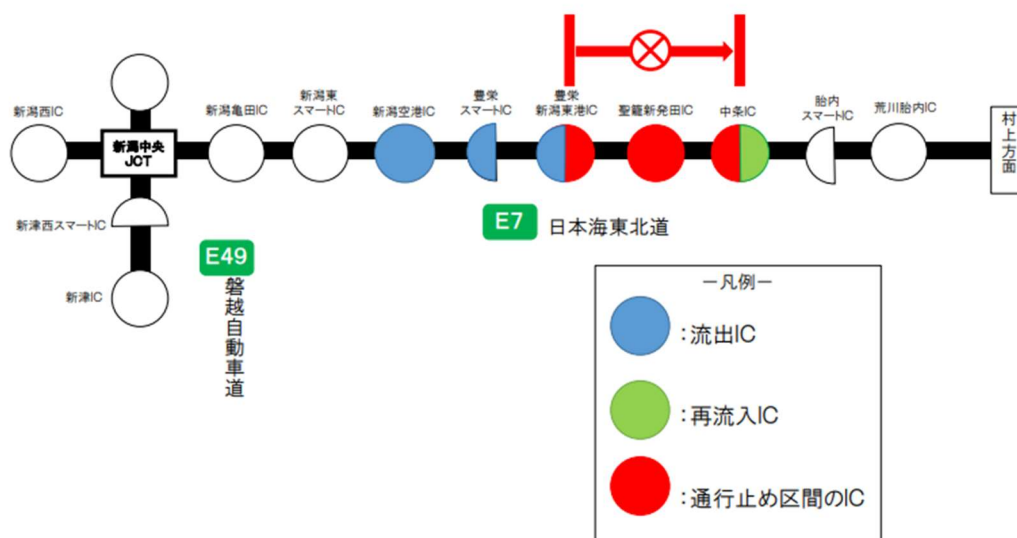 新潟西IC
新潟中央
JCT
新津西スマートIC
新津IC
新潟亀田IC
新潟東
スマートIC
新潟空港IC
豊栄
スマートIC
豊栄
新潟東港IC
聖籠新発田IC
中条IC
胎内
スマートIC
荒川胎内IC
村上方面
E7 日本海東北道
E49
磐越自動車道
―凡例―
:流出IC
:再流入IC
:通行止め区間のIC